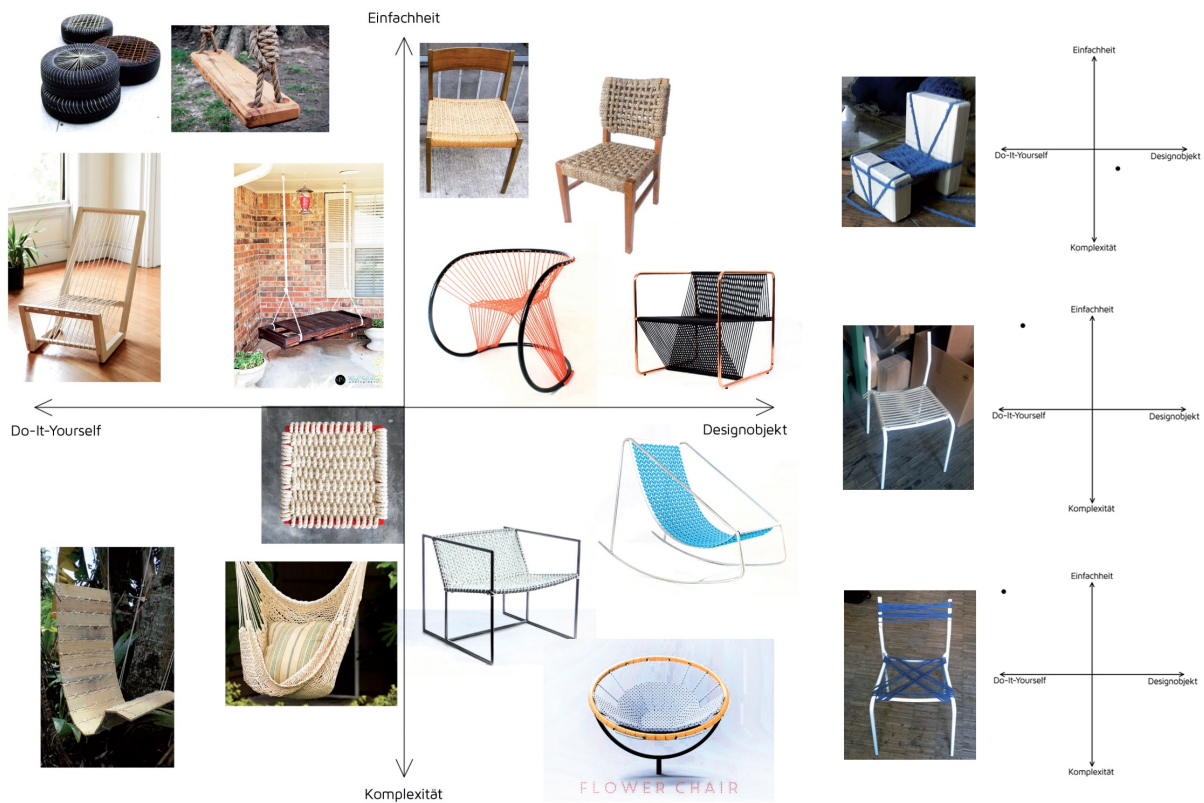 Einfachheit
Do-It-Yourself
Designobjekt
Komplexität
FLOWER CHAIR
Einfachheit
Do-It-Yourself
Designobjekt
Komplexität
Einfachheit
Do-It-Yourself
Designobjekt
Komplexität
Einfachheit
Do-It-Yourself
Designobjekt
Komplexität